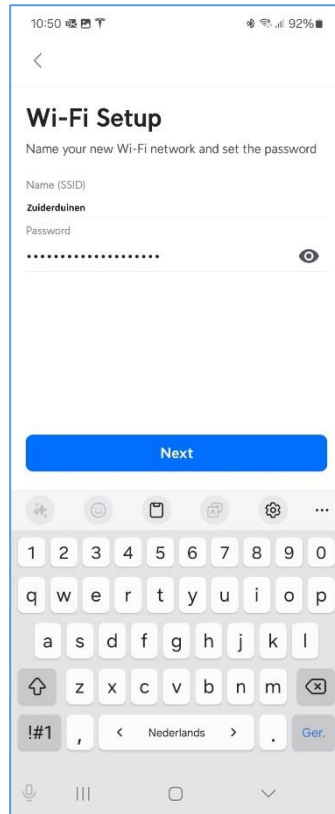 10:50 92%
Wi-Fi Setup
Name your new Wi-Fi network and set the password
Name (SSID)
Zuiderduinen
Password
••••••••••••••••••••
Next
1 2 3 4 5 6 7 8 9 0
q w e r t y u i o p
a s d f g h j k l
z x c v b n m
!#1 , < Nederlands > . Ger.